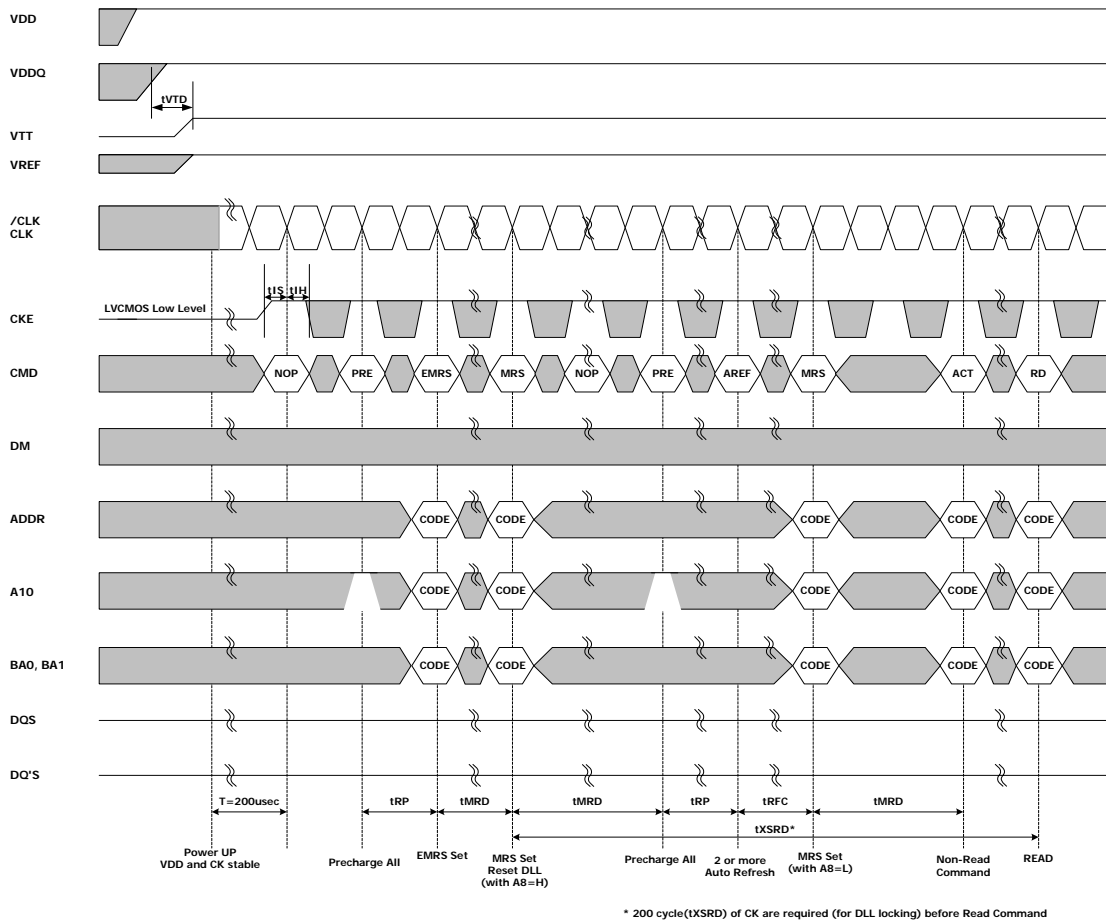 VDD
VDDQ
tVTD
VTT
VREF
/CLK
CLK
tIS tIH
CKE
LVCMOS Low Level
CMD
NOP PRE EMRS MRS NOP PRE AREF MRS ACT RD
DM
ADDR
CODE CODE CODE CODE CODE
A10
CODE CODE CODE CODE CODE
BA0, BA1
CODE CODE CODE CODE CODE
DQS
DQ'S
T=200usec tRP tMRD tMRD tRP tRFC tMRD
tXSRD*
Power UP
VDD and CK stable
Precharge All
EMRS Set
MRS Set
Reset DLL
(with A8=H)
Precharge All
2 or more
Auto Refresh
MRS Set
(with A8=L)
Non-Read
Command
READ
* 200 cycle(tXSRD) of CK are required (for DLL locking) before Read Command